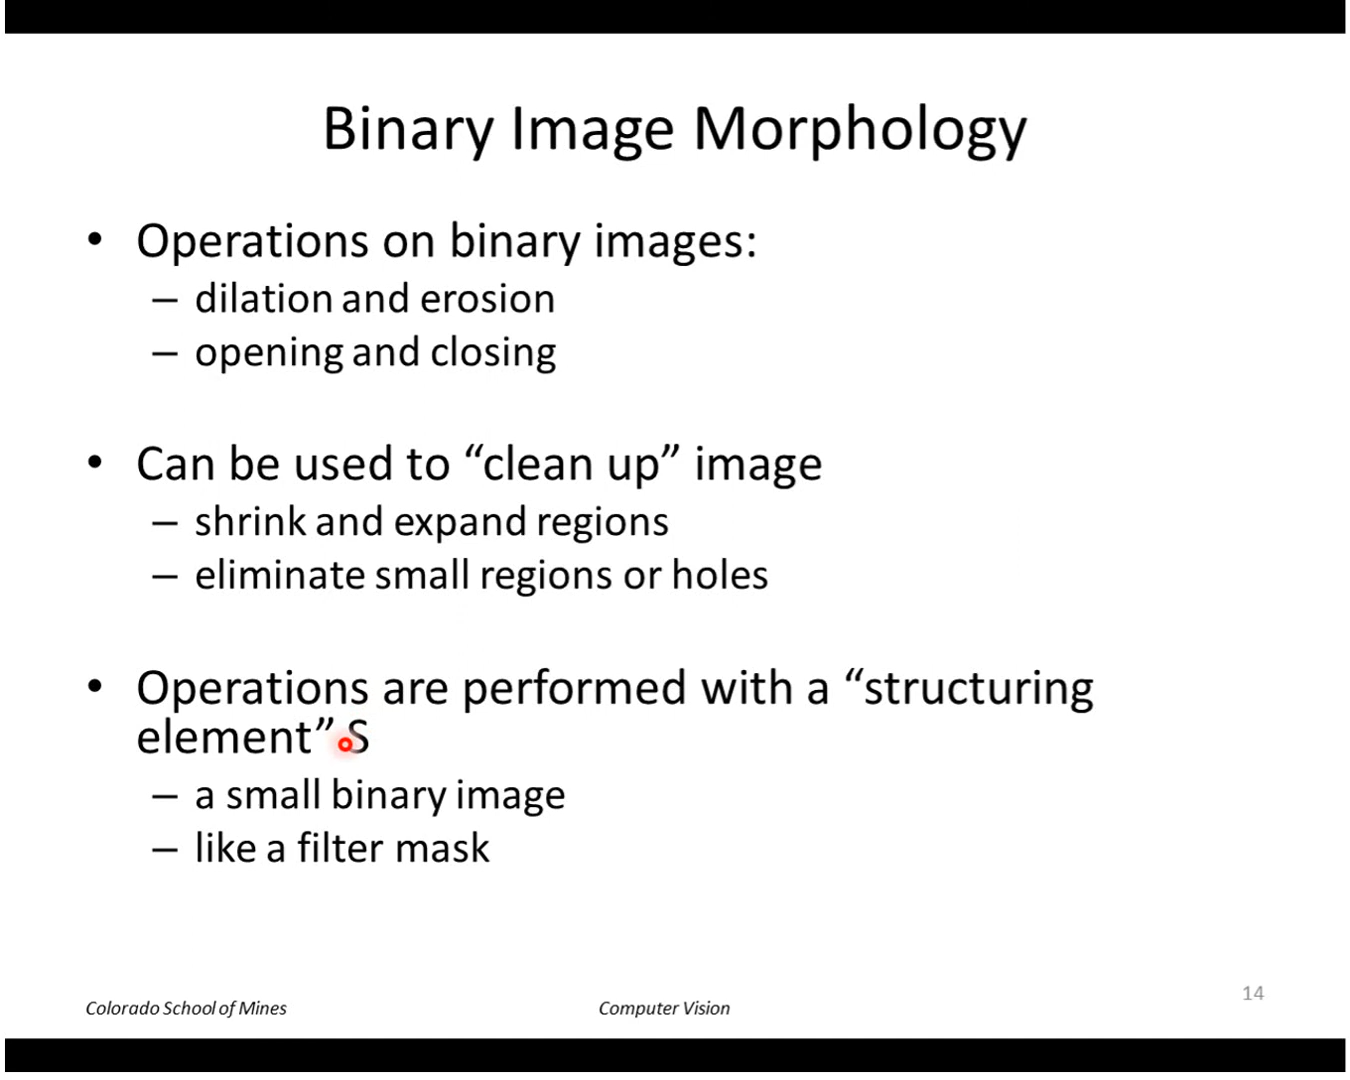 Binary Image Morphology
• Operations on binary images:
– dilation and erosion
– opening and closing
• Can be used to “clean up” image
– shrink and expand regions
– eliminate small regions or holes
• Operations are performed with a “structuring
element” S
– a small binary image
– like a filter mask
Colorado School of Mines
Computer Vision
14